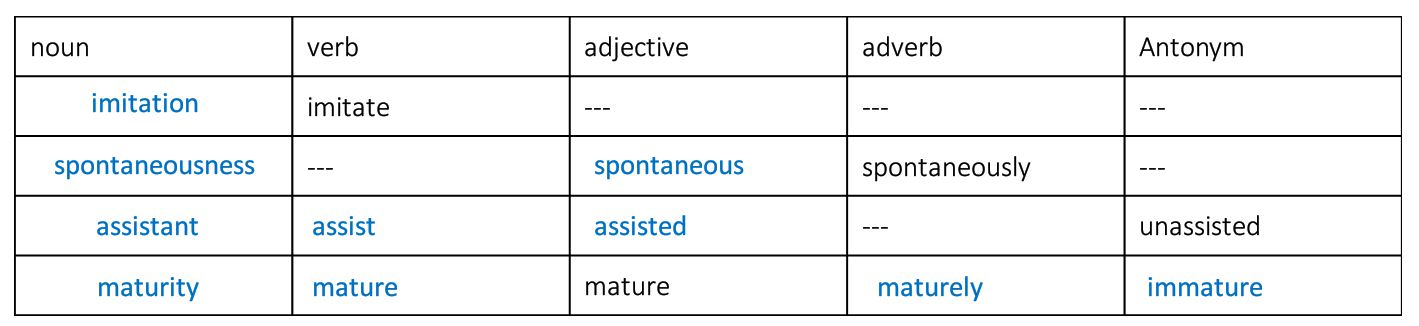 noun verb adjective adverb Antonym
imitation imitate --- --- ---
spontaneousness --- spontaneous spontaneously ---
assistant assist assisted --- unassisted
maturity mature mature maturely immature